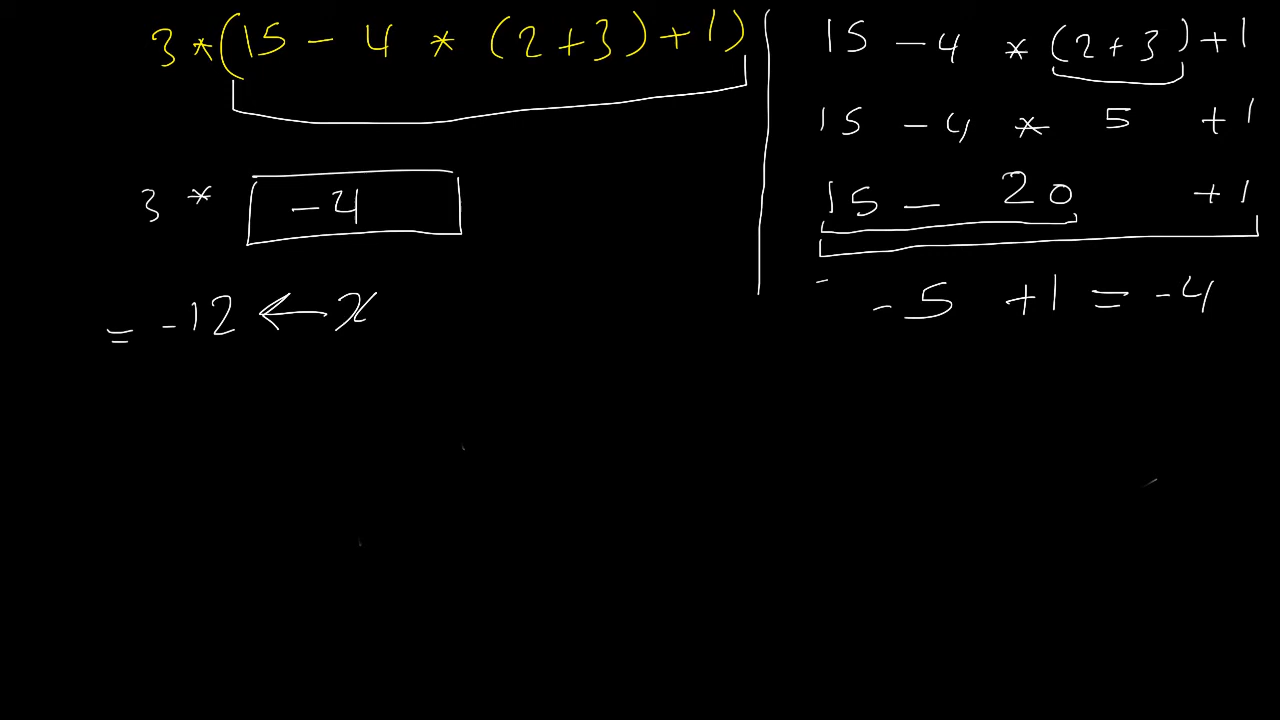 3*(15 - 4 * (2+3)+1)
3 * -4
= -12 ← x
15 - 4 * (2+3)+1
15 - 4 * 5 +1
15 - 20 +1
-5 +1 = -4